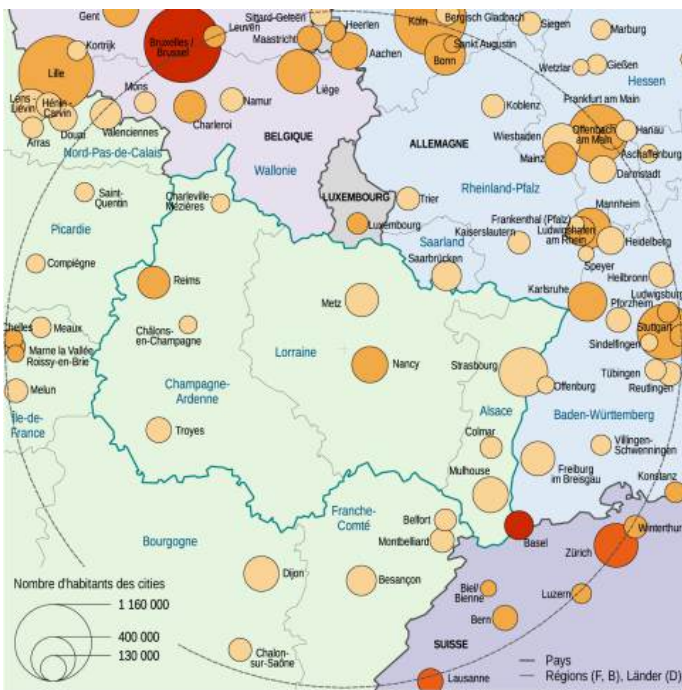 Gent
Leuven
Sittard-Geleen
Heerlen
Köln
Bergisch Gladbach
Siegen
Marburg
Kortrijk
Bruxelles /
Brussel
Maastricht
Aachen
Sankt Augustin
Bonn
Wetzlar
Gießen
Lille
Hessen
Mons
Namur
Liège
Koblenz
Frankfurt am Main
Lens -
Liévin
Hénin -
Carvin
Douai
Valenciennes
Charleroi
BELGIQUE
ALLEMAGNE
Wiesbaden
Offenbach
am Main
Hanau
Arras
Nord-Pas-de-Calais
Wallonie
Mainz
Aschaffenburg
Darmstadt
Saint-
Quentin
Charleville-
Mézières
LUXEMBOURG
Trier
Rheinland-Pfalz
Mannheim
Picardie
Luxembourg
Frankenthal (Pfalz)
Kaiserslautern
Ludwigshafen
am Rhein
Heidelberg
Saarland
Saarbrücken
Speyer
Compiègne
Reims
Heilbronn
Metz
Karlsruhe
Ludwigsburg
Pforzheim
Chelles
Meaux
Châlons-
en-Champagne
Stuttgart
Marne la Vallée
Roissy-en-Brie
Lorraine
Nancy
Strasbourg
Sindelfingen
Tübingen
Reutlingen
Melun
Champagne-
Ardenne
Offenburg
Île-de-
France
Alsace
Baden-Württemberg
Troyes
Colmar
Villingen-
Schwenningen
Mulhouse
Freiburg
im Breisgau
Konstanz
Franche-
Comté
Belfort
Basel
Winterthur
Bourgogne
Montbelliard
Zürich
Dijon
Besançon
Nombre d'habitants des cities
1 160 000
400 000
130 000
Biel/
Bienne
Luzern
Bern
Chalon-
sur-Saône
SUISSE
Lausanne
Pays
Régions (F, B), Länder (D)